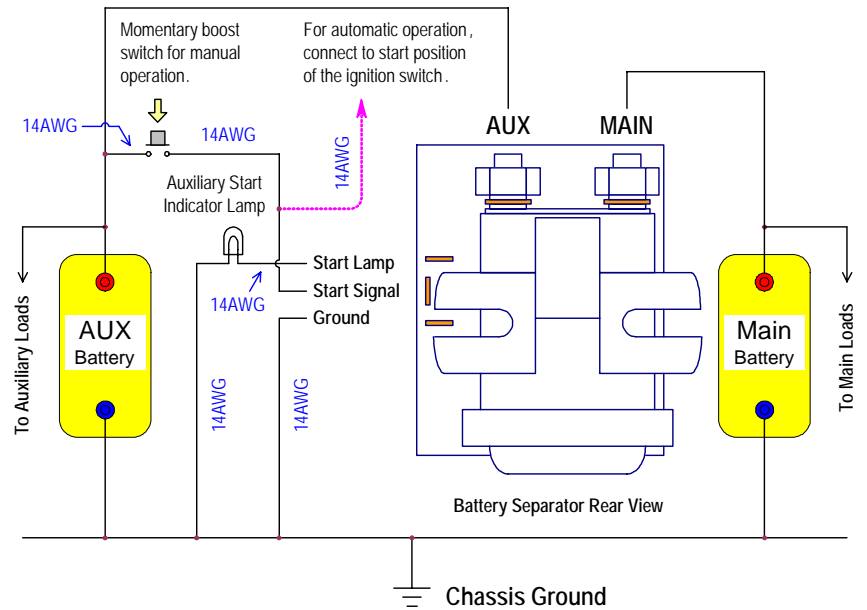 Momentary boost
switch for manual
operation.
For automatic operation,
connect to start position
of the ignition switch.
14AWG
14AWG
14AWG
AUX
MAIN
Auxiliary Start
Indicator Lamp
Start Lamp
Start Signal
Ground
14AWG
AUX
Battery
Main
Battery
To Auxiliary Loads
To Main Loads
14AWG
14AWG
Battery Separator Rear View
Chassis Ground